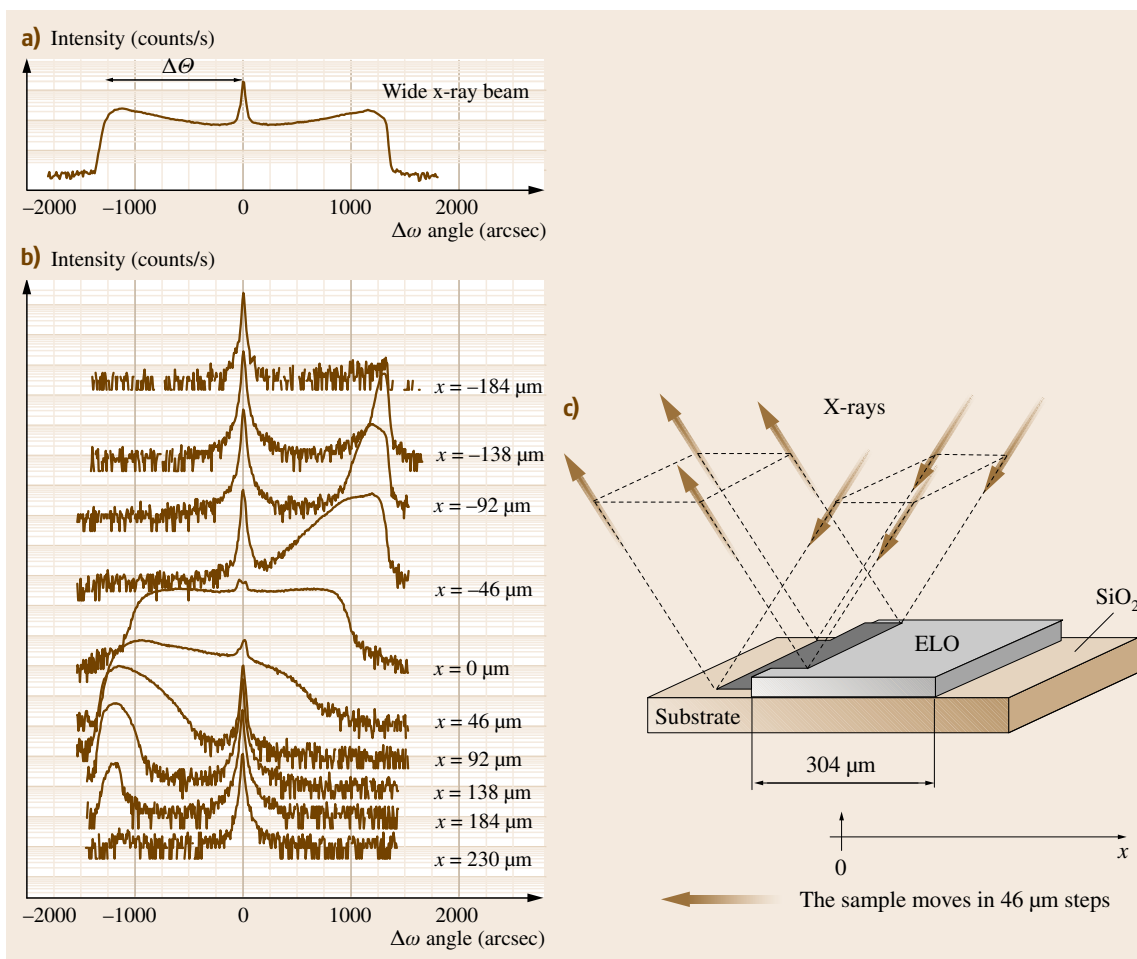 a) Intensity (counts/s)
ΔΘ
Wide x-ray beam
−2000 −1000 0 1000 2000
Δω angle (arcsec)
b) Intensity (counts/s)
x = −184 µm
x = −138 µm
x = −92 µm
x = −46 µm
x = 0 µm
x = 46 µm
x = 92 µm
x = 138 µm
x = 184 µm
x = 230 µm
−2000 −1000 0 1000 2000
Δω angle (arcsec)
c)
X-rays
SiO2
ELO
Substrate
304 µm
0
x
The sample moves in 46 µm steps